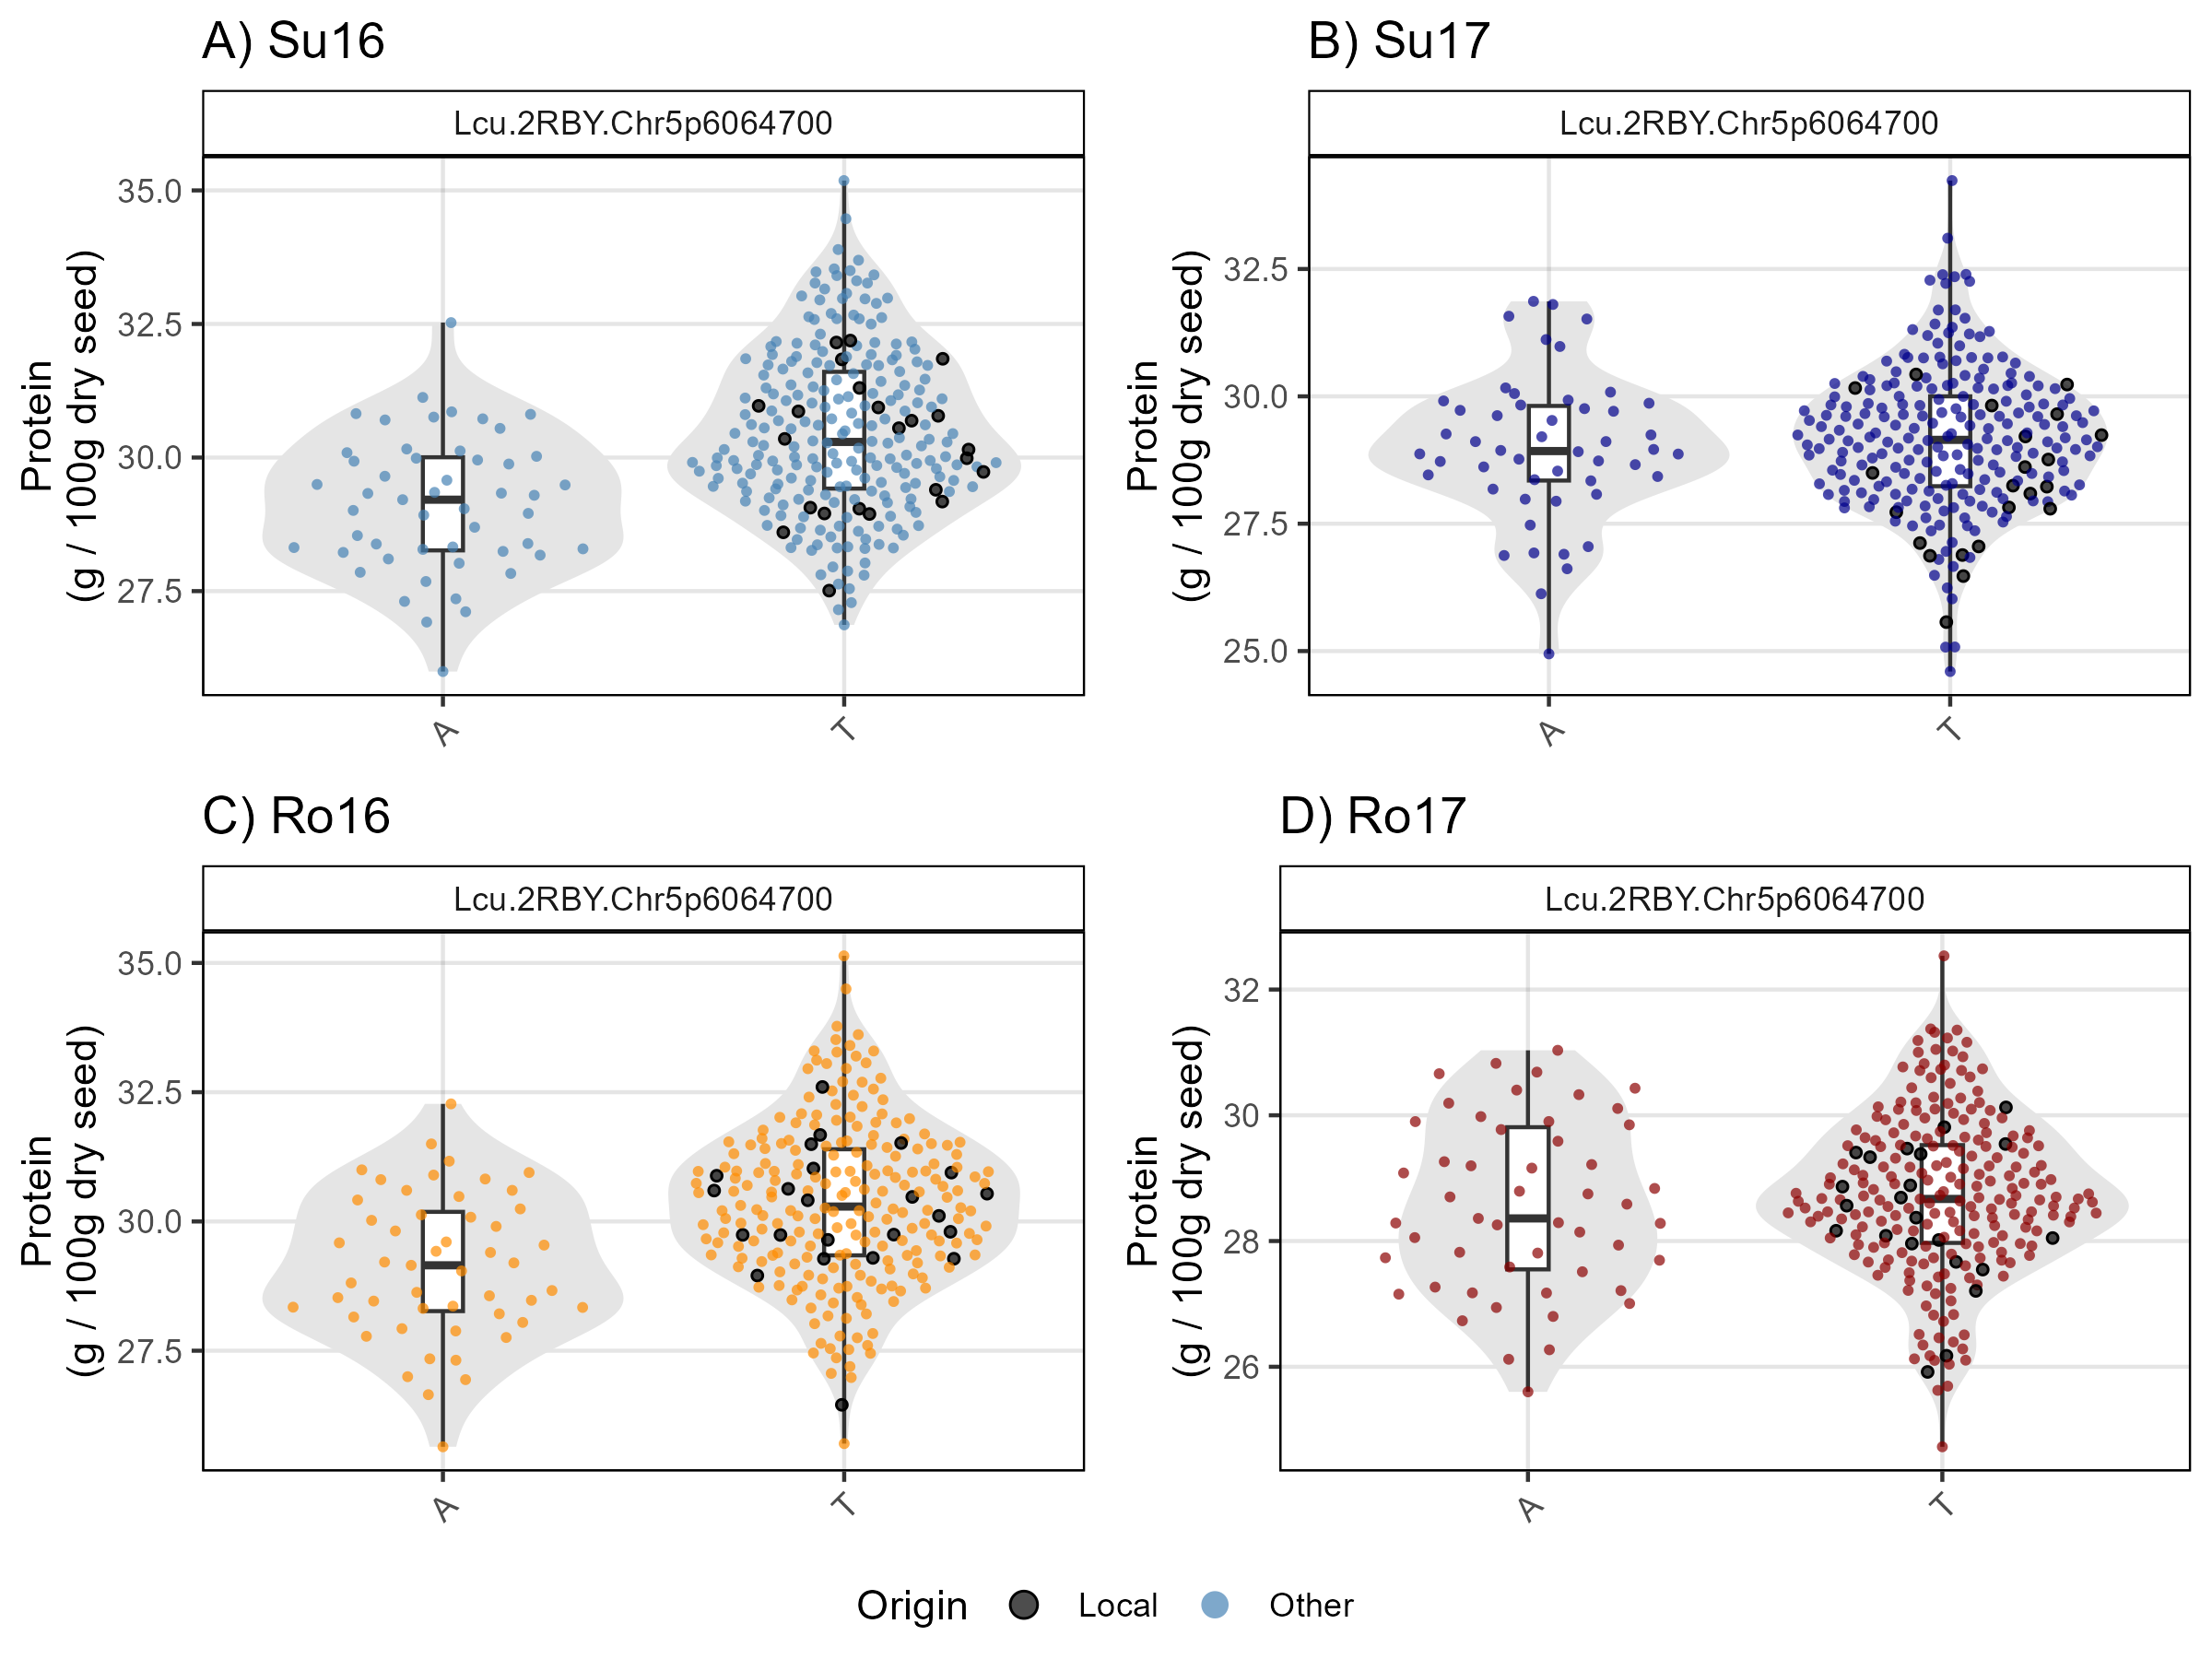 A) Su16
Lcu.2RBY.Chr5p6064700
Protein
(g / 100g dry seed)
35.0
32.5
30.0
27.5
A
T
B) Su17
Lcu.2RBY.Chr5p6064700
Protein
(g / 100g dry seed)
32.5
30.0
27.5
25.0
A
T
C) Ro16
Lcu.2RBY.Chr5p6064700
Protein
(g / 100g dry seed)
35.0
32.5
30.0
27.5
A
T
D) Ro17
Lcu.2RBY.Chr5p6064700
Protein
(g / 100g dry seed)
32
30
28
26
A
T
Origin Local Other